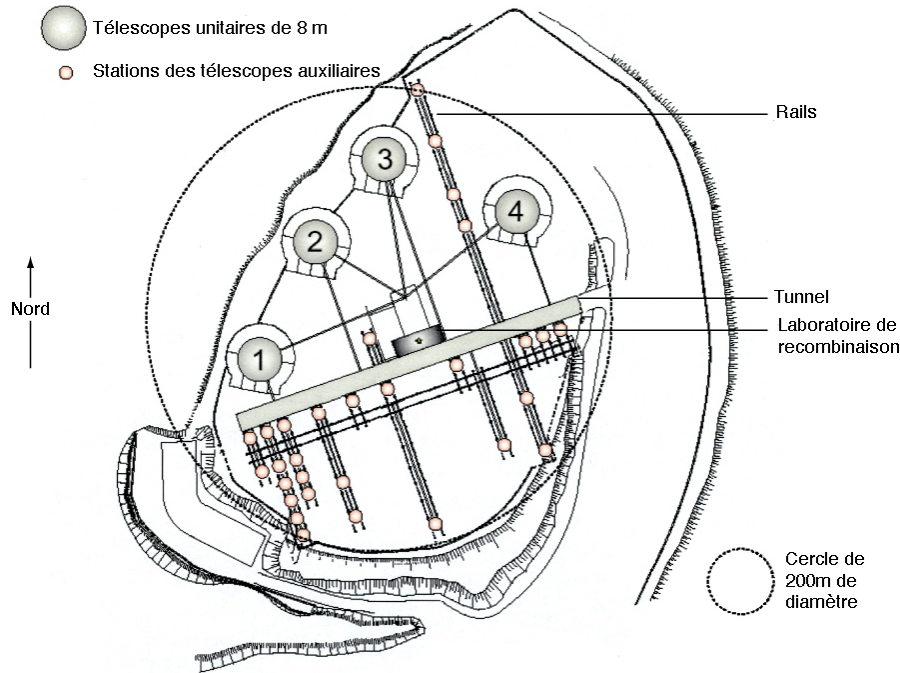 Télescopes unitaires de 8 m
Stations des télescopes auxiliaires
Rails
3
4
2
Nord
Tunnel
Laboratoire de
recombinaison
1
Cercle de
200m de
diamètre